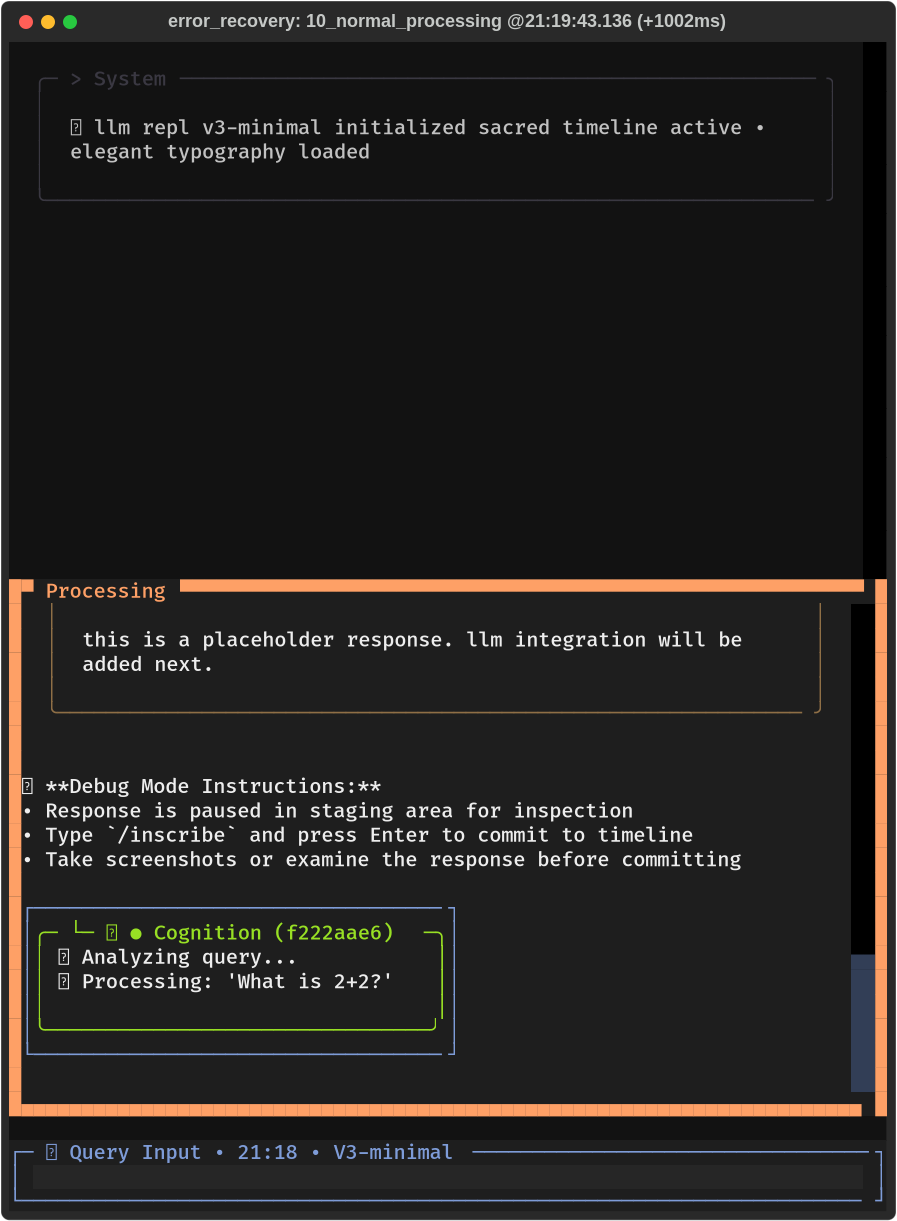 error_recovery: 10_normal_processing @21:19:43.136 (+1002ms)
> System
llm repl v3-minimal initialized sacred timeline active •
elegant typography loaded
Processing
this is a placeholder response. llm integration will be
added next.
**Debug Mode Instructions:**
• Response is paused in staging area for inspection
• Type `/inscribe` and press Enter to commit to timeline
• Take screenshots or examine the response before committing
└─ ● Cognition (f222aae6)
Analyzing query...
Processing: 'What is 2+2?'
Query Input • 21:18 • V3-minimal